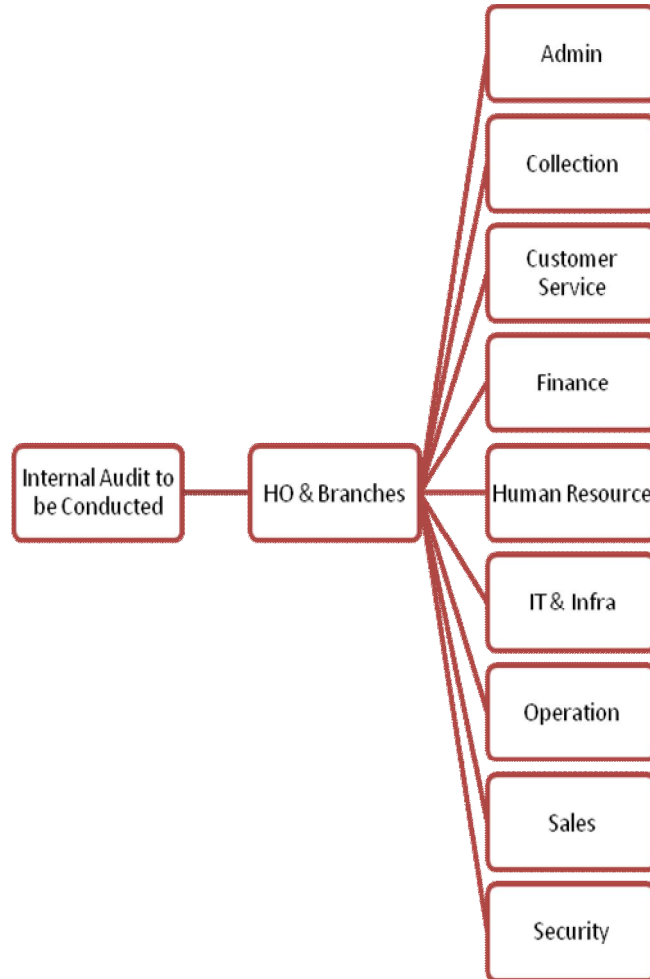 Admin
Collection
Customer
Service
Finance
Internal Audit to
be Conducted
HO & Branches
Human Resource
IT & Infra
Operation
Sales
Security